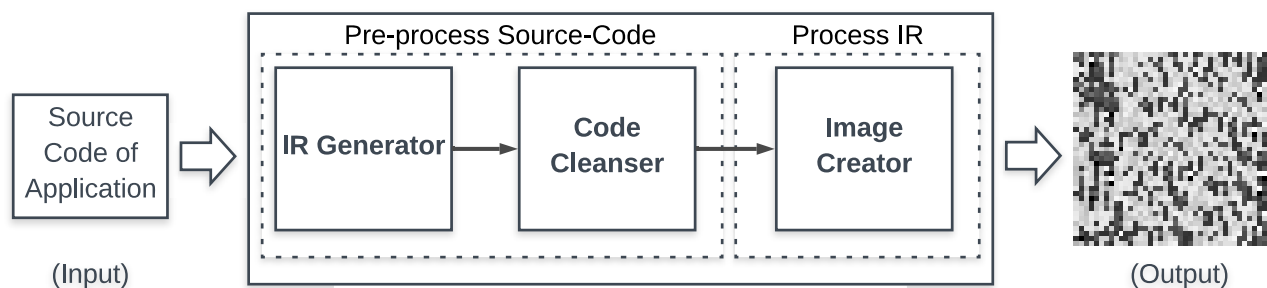 Pre-process Source-Code
Process IR
Source
Code of
Application
IR Generator
Code
Cleanser
Image
Creator
(Input)
(Output)